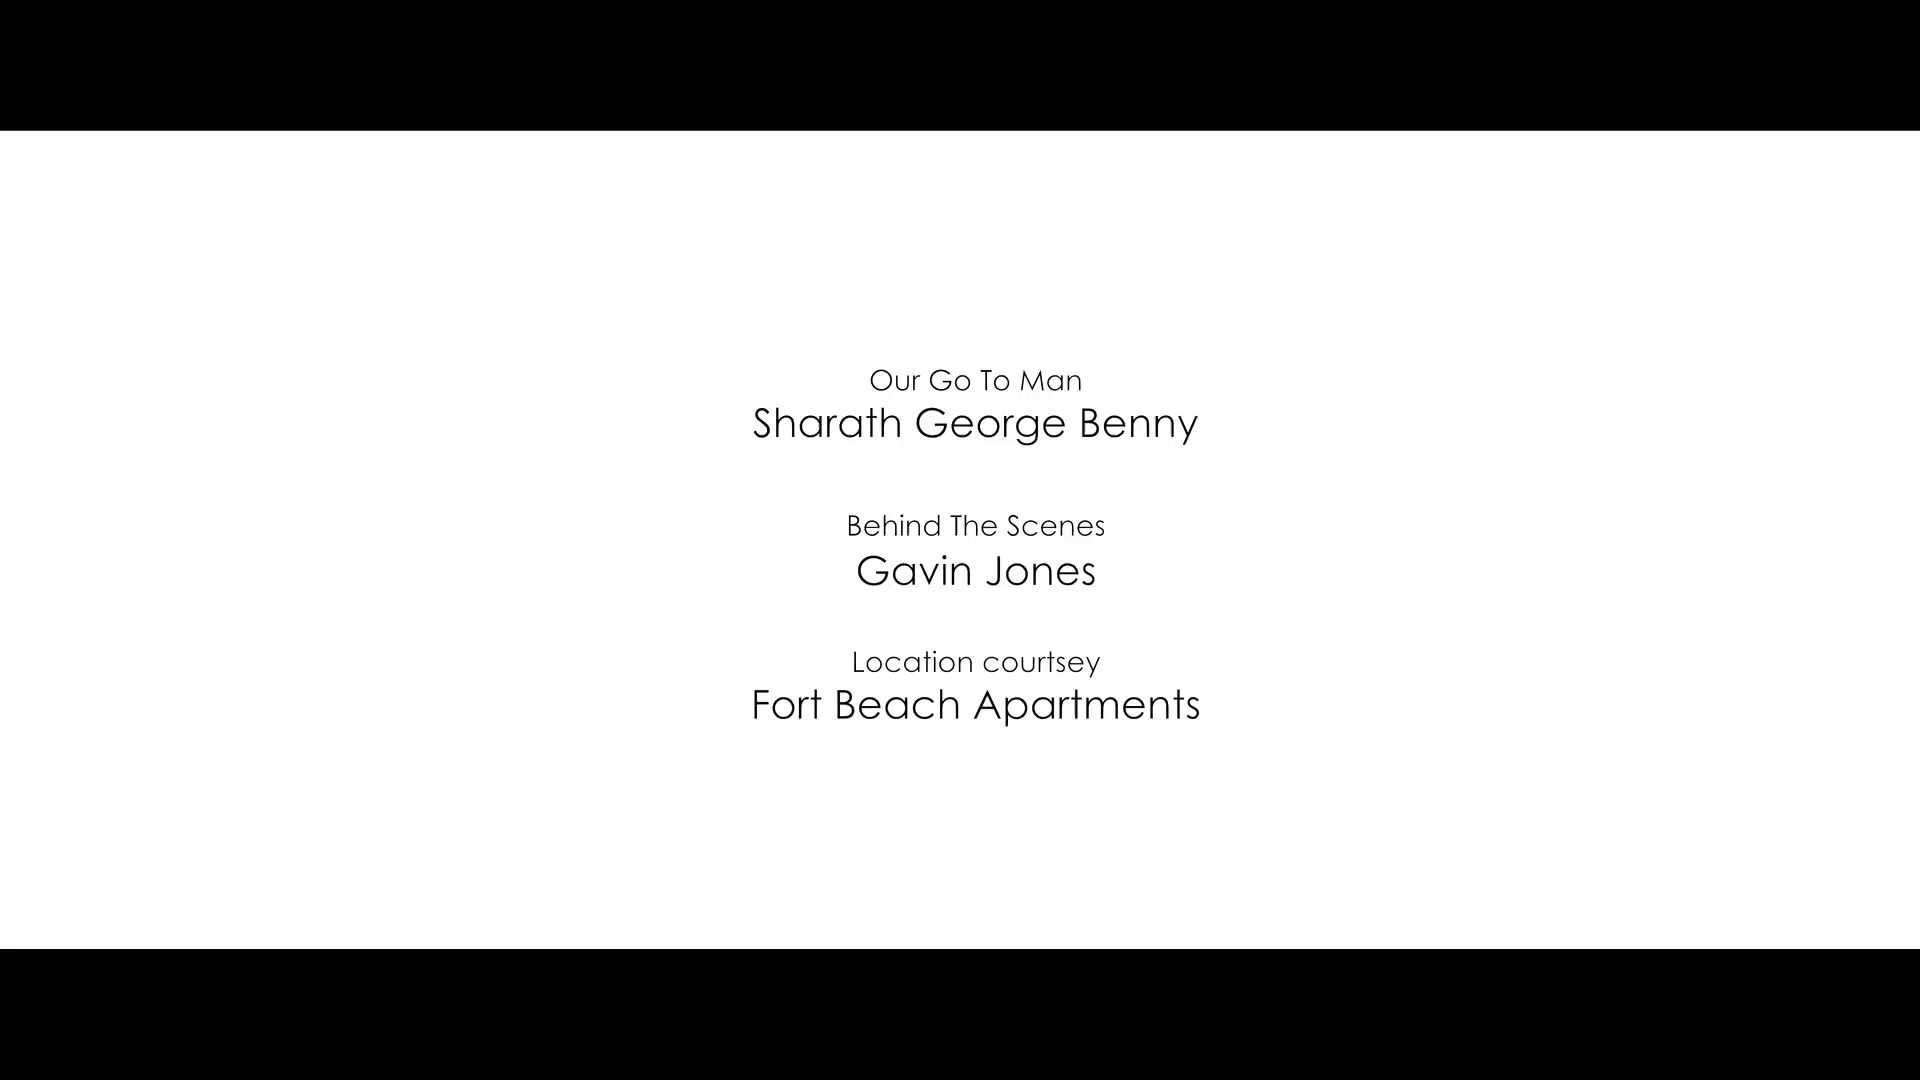 Our Go To Man
Sharath George Benny
Behind The Scenes
Gavin Jones
Location courtsey
Fort Beach Apartments